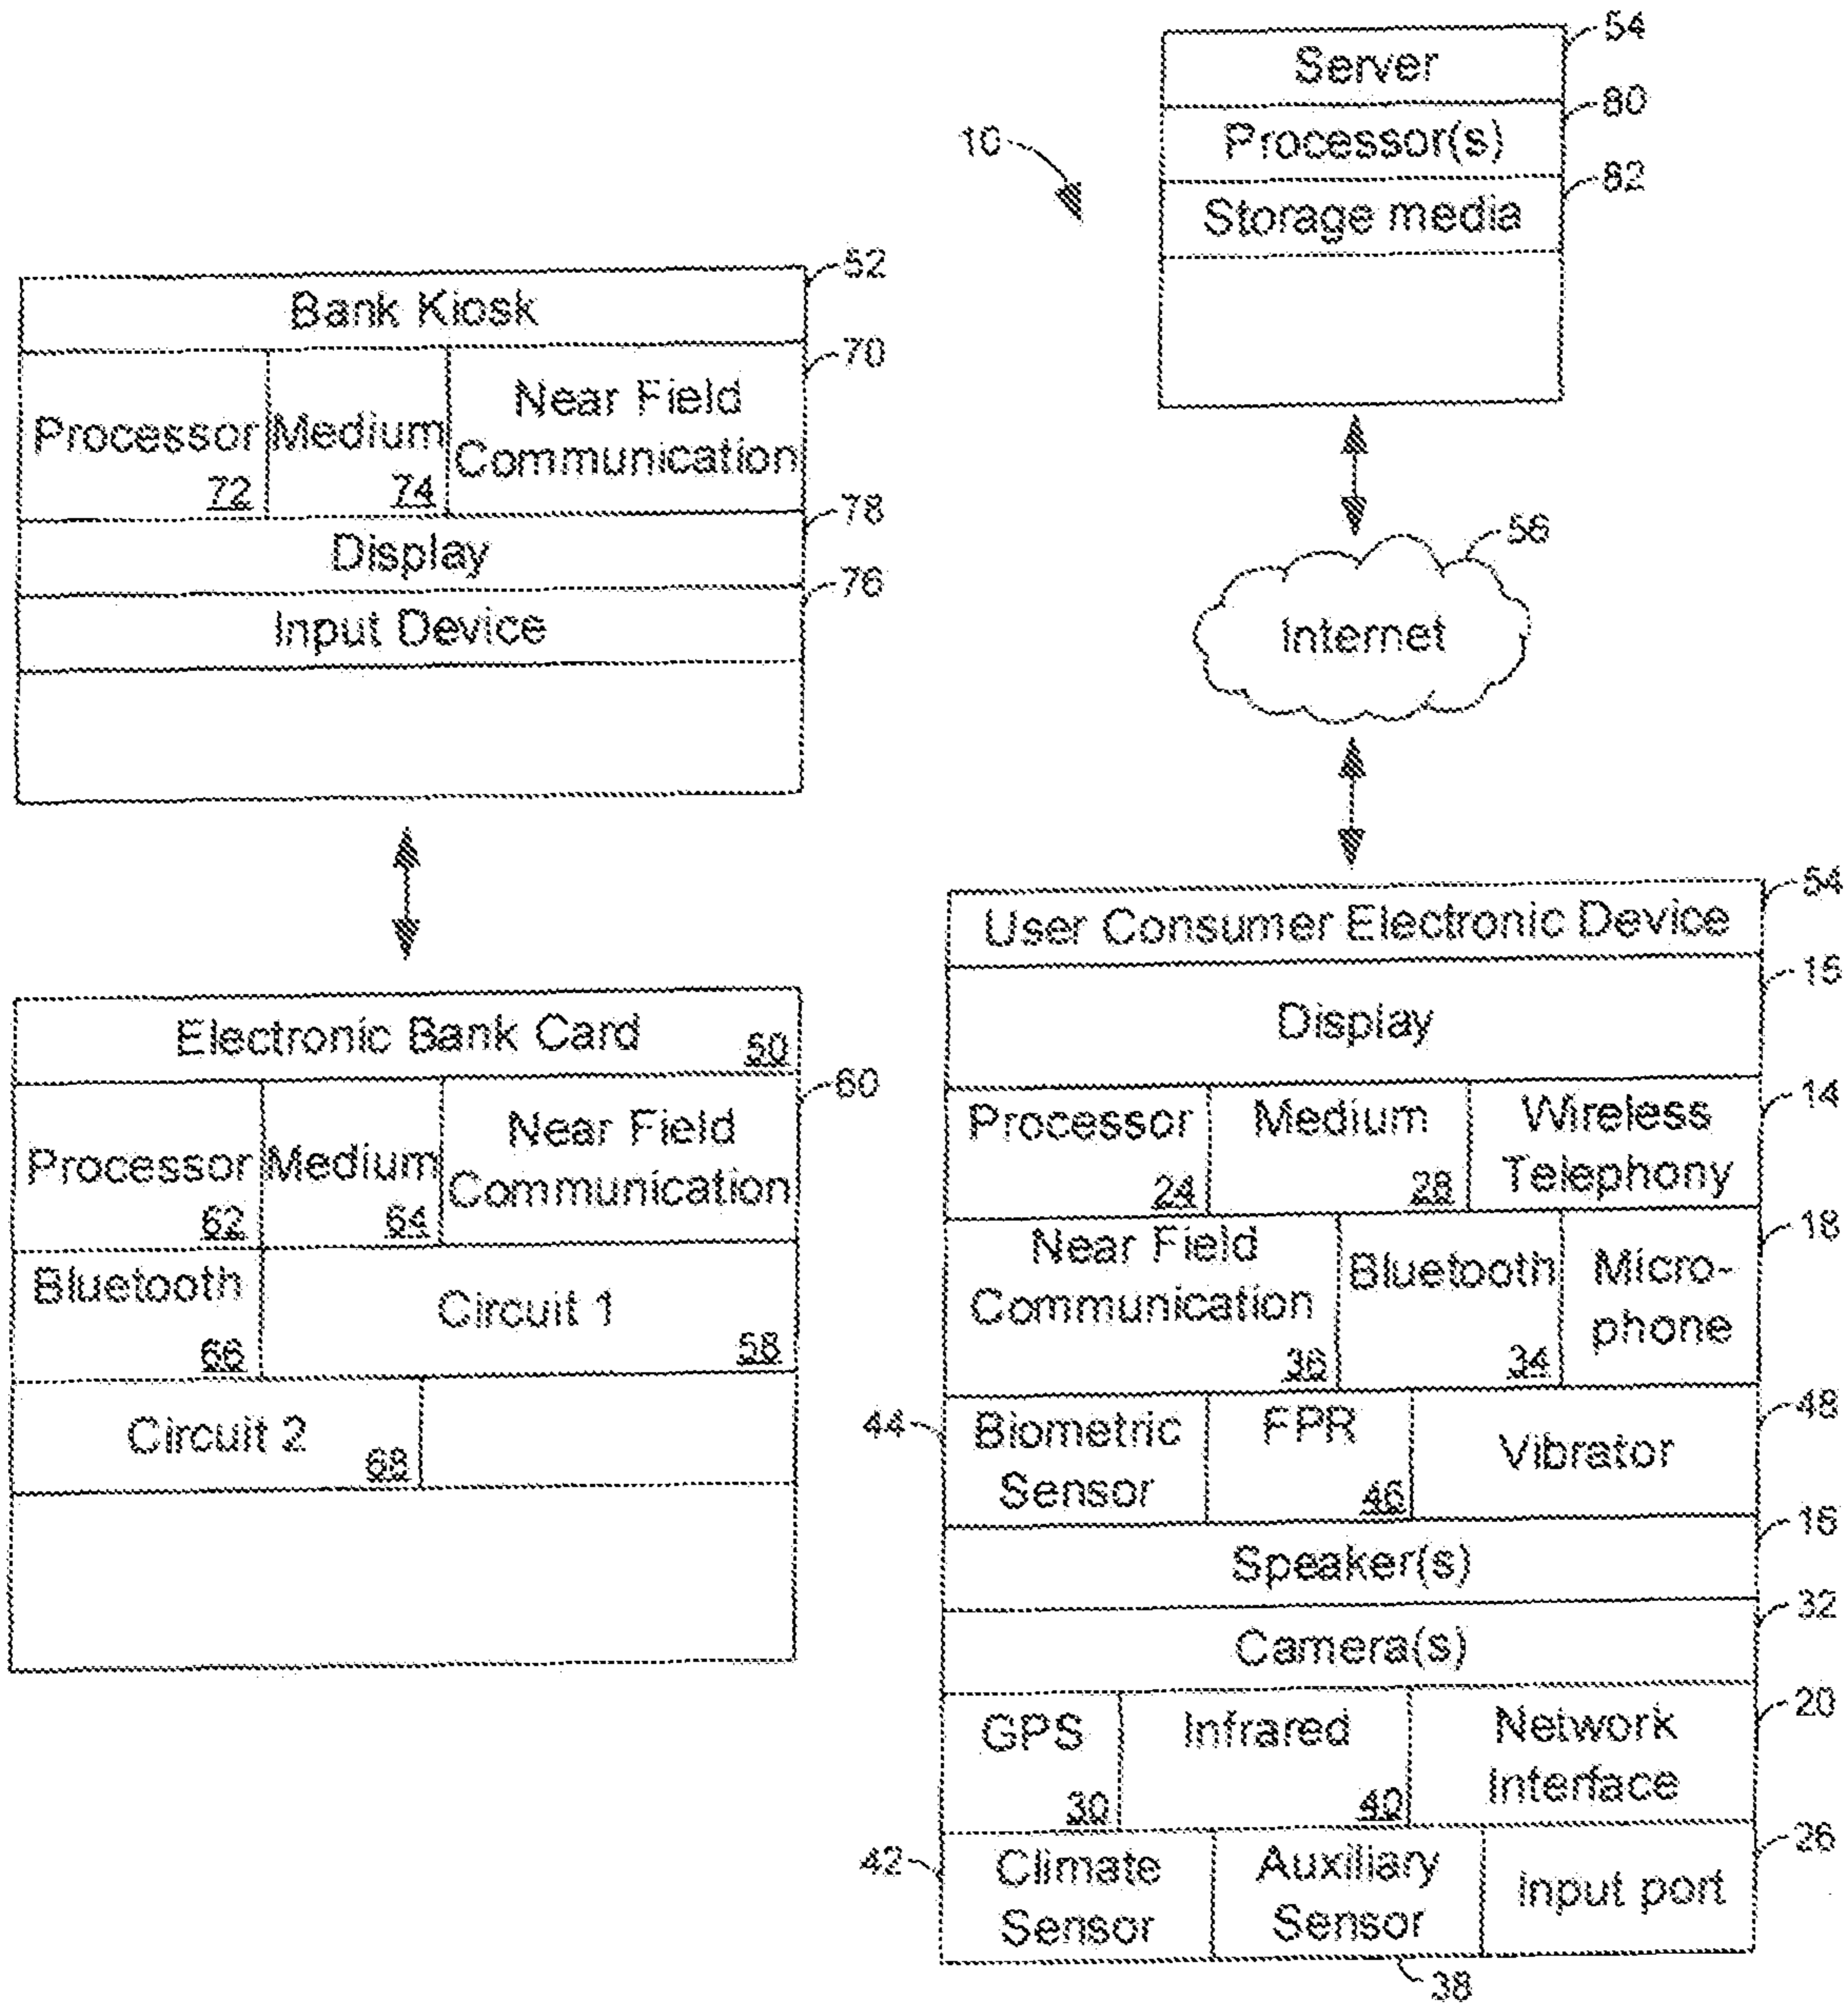 54
Server
80
Processor(s)
10
82
Storage media
52
Bank Kiosk
70
Near Field
Communication
Processor
72
Medium
74
78
Display
76
Input Device
56
Internet
54
User Consumer Electronic Device
15
Display
Electronic Bank Card
50
60
Processor
62
Medium
64
Near Field
Communication
Bluetooth
66
Circuit 1
58
Circuit 2
68
14
Processor
24
Medium
28
Wireless
Telephony
18
Near Field
Communication
36
Bluetooth
34
Micro-
phone
44
48
Biometric
Sensor
FPR
46
Vibrator
16
Speaker(s)
32
Camera(s)
20
GPS
30
Infrared
40
Network
Interface
42
26
Climate
Sensor
Auxiliary
Sensor
Input port
38